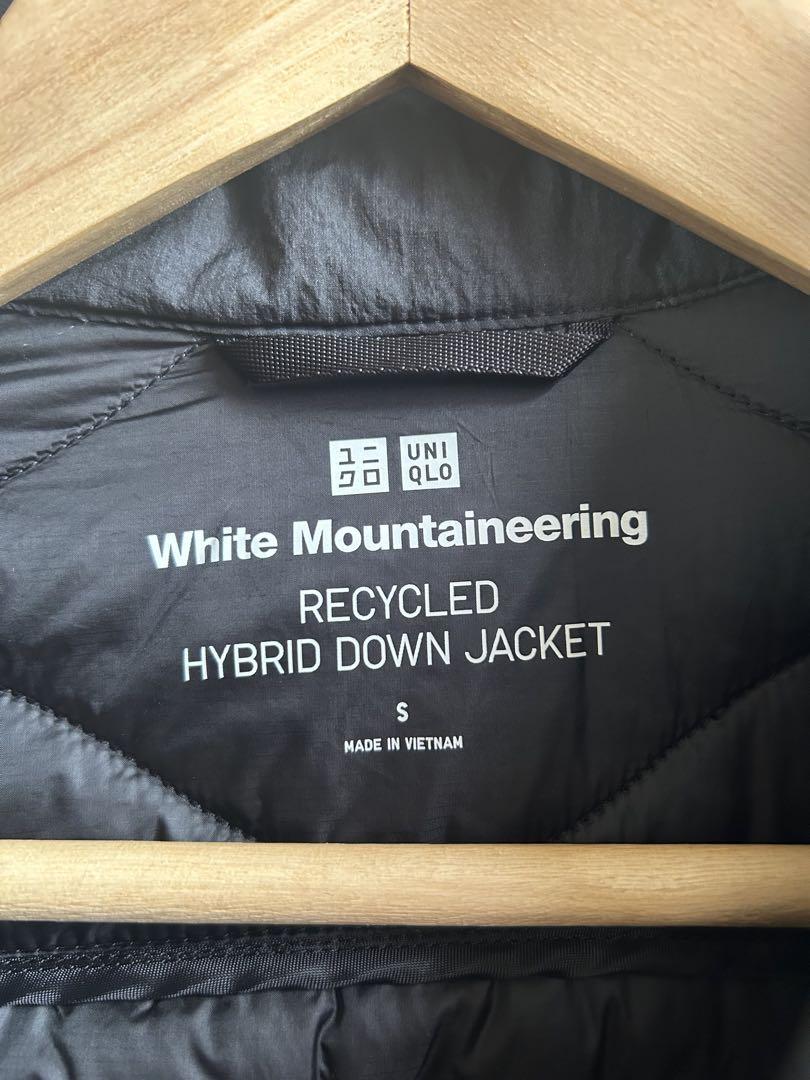 ユニ UNI
クロ QLO
White Mountaineering
RECYCLED
HYBRID DOWN JACKET
S
MADE IN VIETNAM